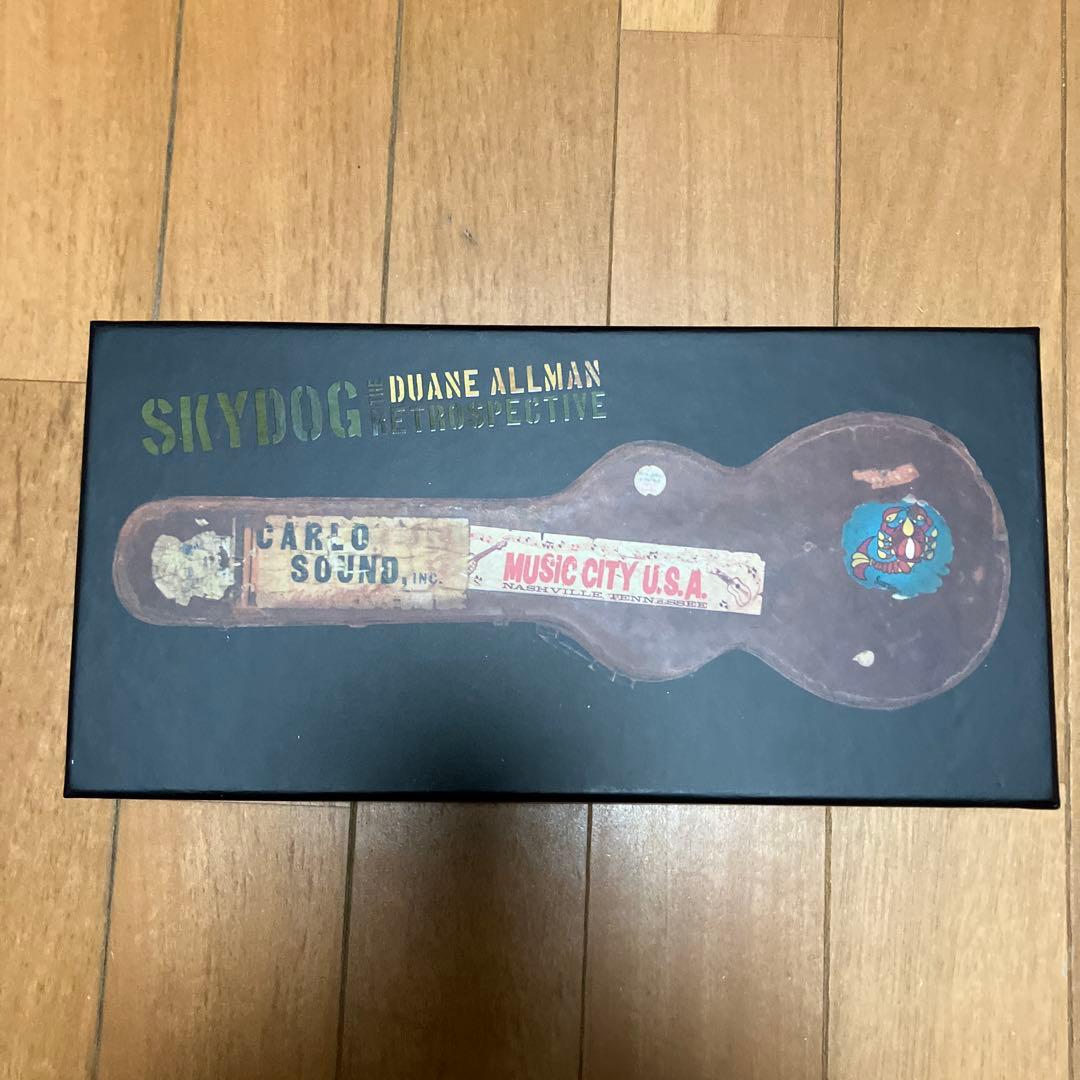 SKYDOG
THE
DUANE ALLMAN
RETROSPECTIVE
CARLO
SOUND, INC.
MUSIC CITY U.S.A.
NASHVILLE, TENNESSEE